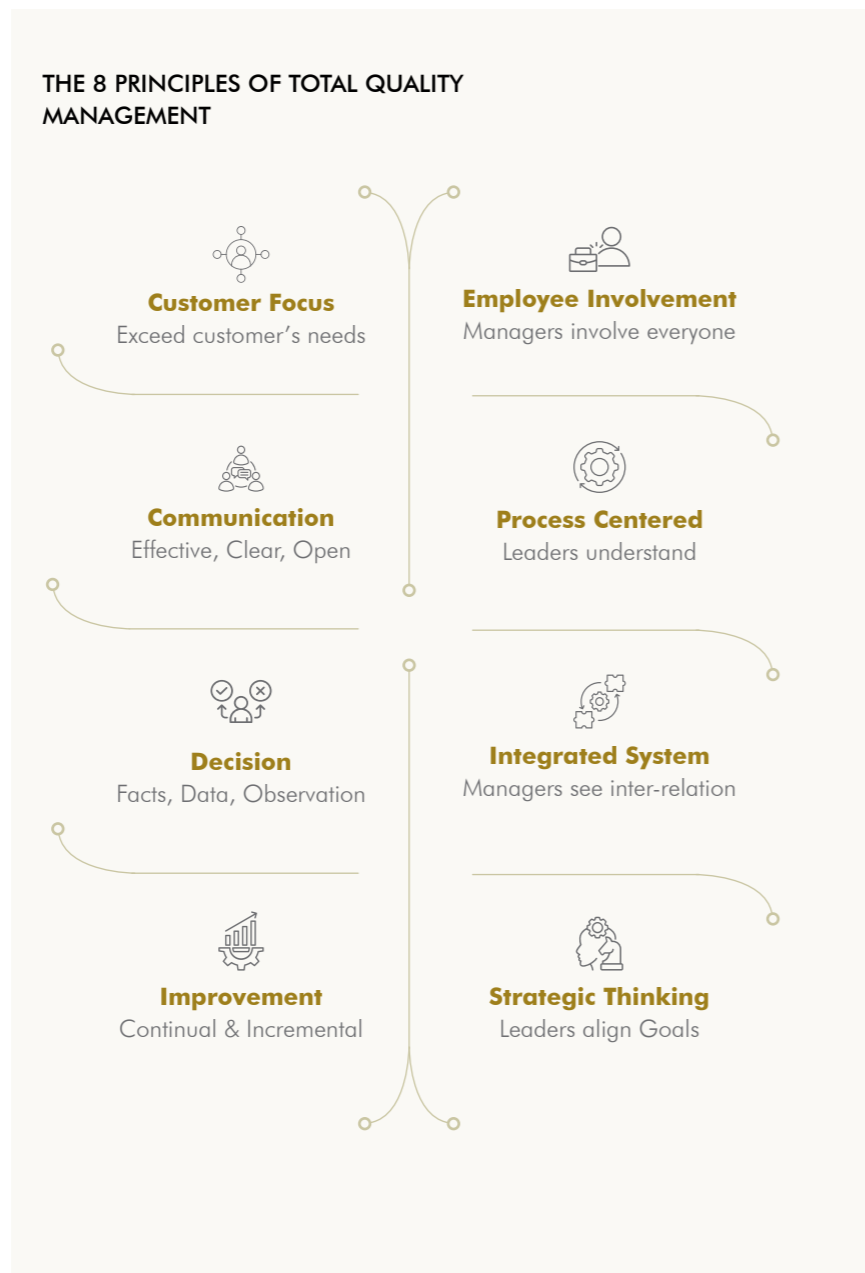 THE 8 PRINCIPLES OF TOTAL QUALITY
MANAGEMENT
Customer Focus
Exceed customer’s needs
Employee Involvement
Managers involve everyone
Communication
Effective, Clear, Open
Process Centered
Leaders understand
Decision
Facts, Data, Observation
Integrated System
Managers see inter-relation
Improvement
Continual & Incremental
Strategic Thinking
Leaders align Goals